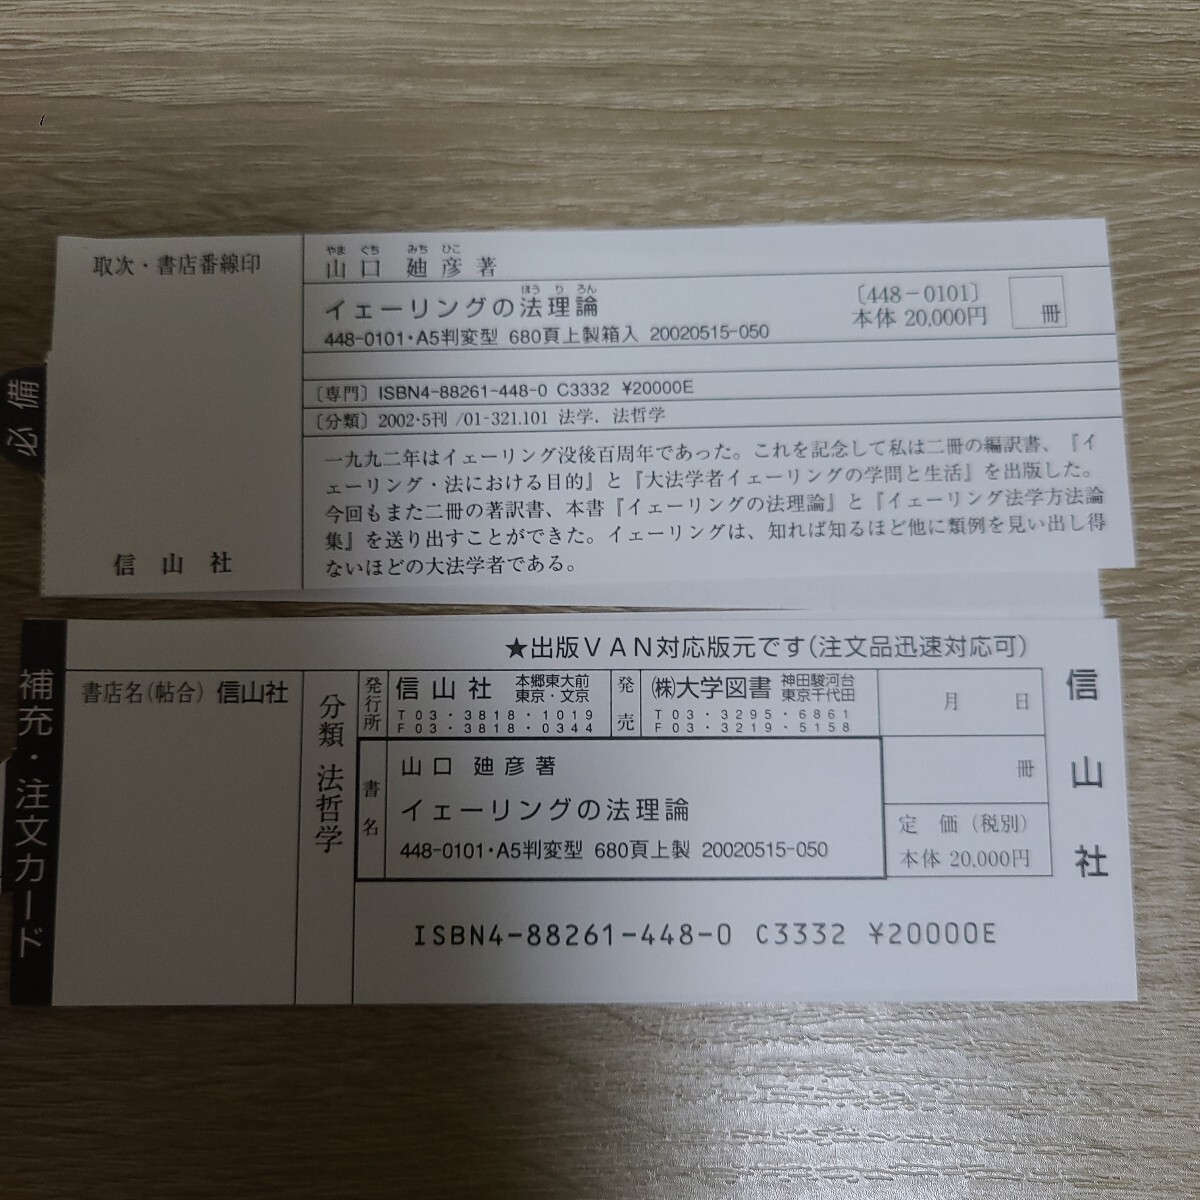 取次・書店番線印
信山社
必備
やまぐちみちひこ
山口廸彦著
ほうりろん
イェーリングの法理論
448-0101・A5判変型 680頁上製箱入 20020515-050
〔448-0101〕
本体 20,000円
冊
〔専門〕ISBN4-88261-448-0 C3332 ¥20000E
〔分類〕2002・5刊 /01-321.101 法学．法哲学
一九九二年はイェーリング没後百周年であった。これを記念して私は二冊の編訳書、『イ
ェーリング・法における目的』と『大法学者イェーリングの学問と生活』を出版した。
今回もまた二冊の著訳書、本書『イェーリングの法理論』と『イェーリング法学方法論
集』を送り出すことができた。イェーリングは、知れば知るほど他に類例を見い出し得
ないほどの大法学者である。
補充・注文カード
★出版VAN対応版元です(注文品迅速対応可)
書店名(帖合) 信山社
分類 法哲学
発行所
信山社
本郷東大前
東京・文京
T 03・3818・1019
F 03・3818・0344
発売
㈱大学図書
神田駿河台
東京千代田
T 03・3295・6861
F 03・3219・5158
月 日
冊
定 価（税別）
本体 20,000円
書名
山口 廸彦著
イェーリングの法理論
448-0101・A5判変型 680頁上製 20020515-050
ISBN4-88261-448-0 C3332 ¥20000E
信山社